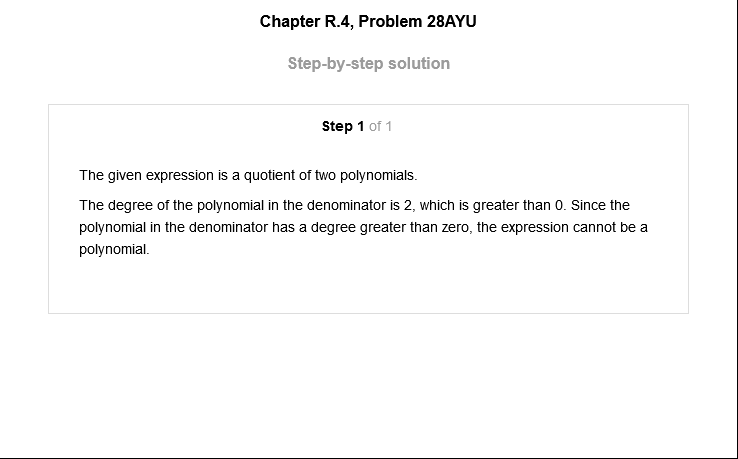 Chapter R.4, Problem 28AYU
Step-by-step solution
Step 1 of 1
The given expression is a quotient of two polynomials.
The degree of the polynomial in the denominator is 2, which is greater than 0. Since the
polynomial in the denominator has a degree greater than zero, the expression cannot be a
polynomial.